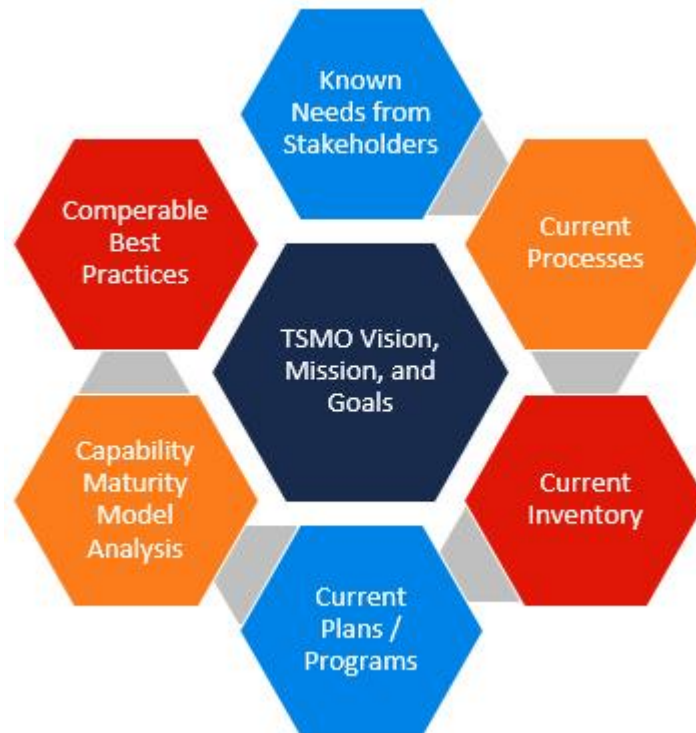 Known
Needs from
Stakeholders
Comperable
Best
Practices
Current
Processes
TSMO Vision,
Mission, and
Goals
Capability
Maturity
Model
Analysis
Current
Inventory
Current
Plans /
Programs